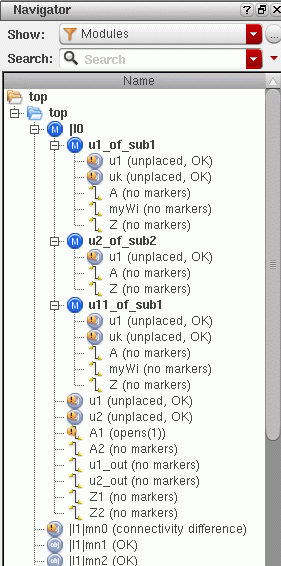 Navigator
Show: Modules ...
Search: Search
Name
top
top
M |I0
M u1_of_sub1
u1 (unplaced, OK)
uk (unplaced, OK)
A (no markers)
myWi (no markers)
Z (no markers)
M u2_of_sub2
u1 (unplaced, OK)
A (no markers)
Z (no markers)
M u11_of_sub1
u1 (unplaced, OK)
uk (unplaced, OK)
A (no markers)
myWi (no markers)
Z (no markers)
u1 (unplaced, OK)
u2 (unplaced, OK)
A1 (opens(1))
A2 (no markers)
u1_out (no markers)
u2_out (no markers)
Z1 (no markers)
Z2 (no markers)
|I1|mn0 (connectivity difference)
obj |I1|mn1 (OK)
obj |I1|mn2 (OK)